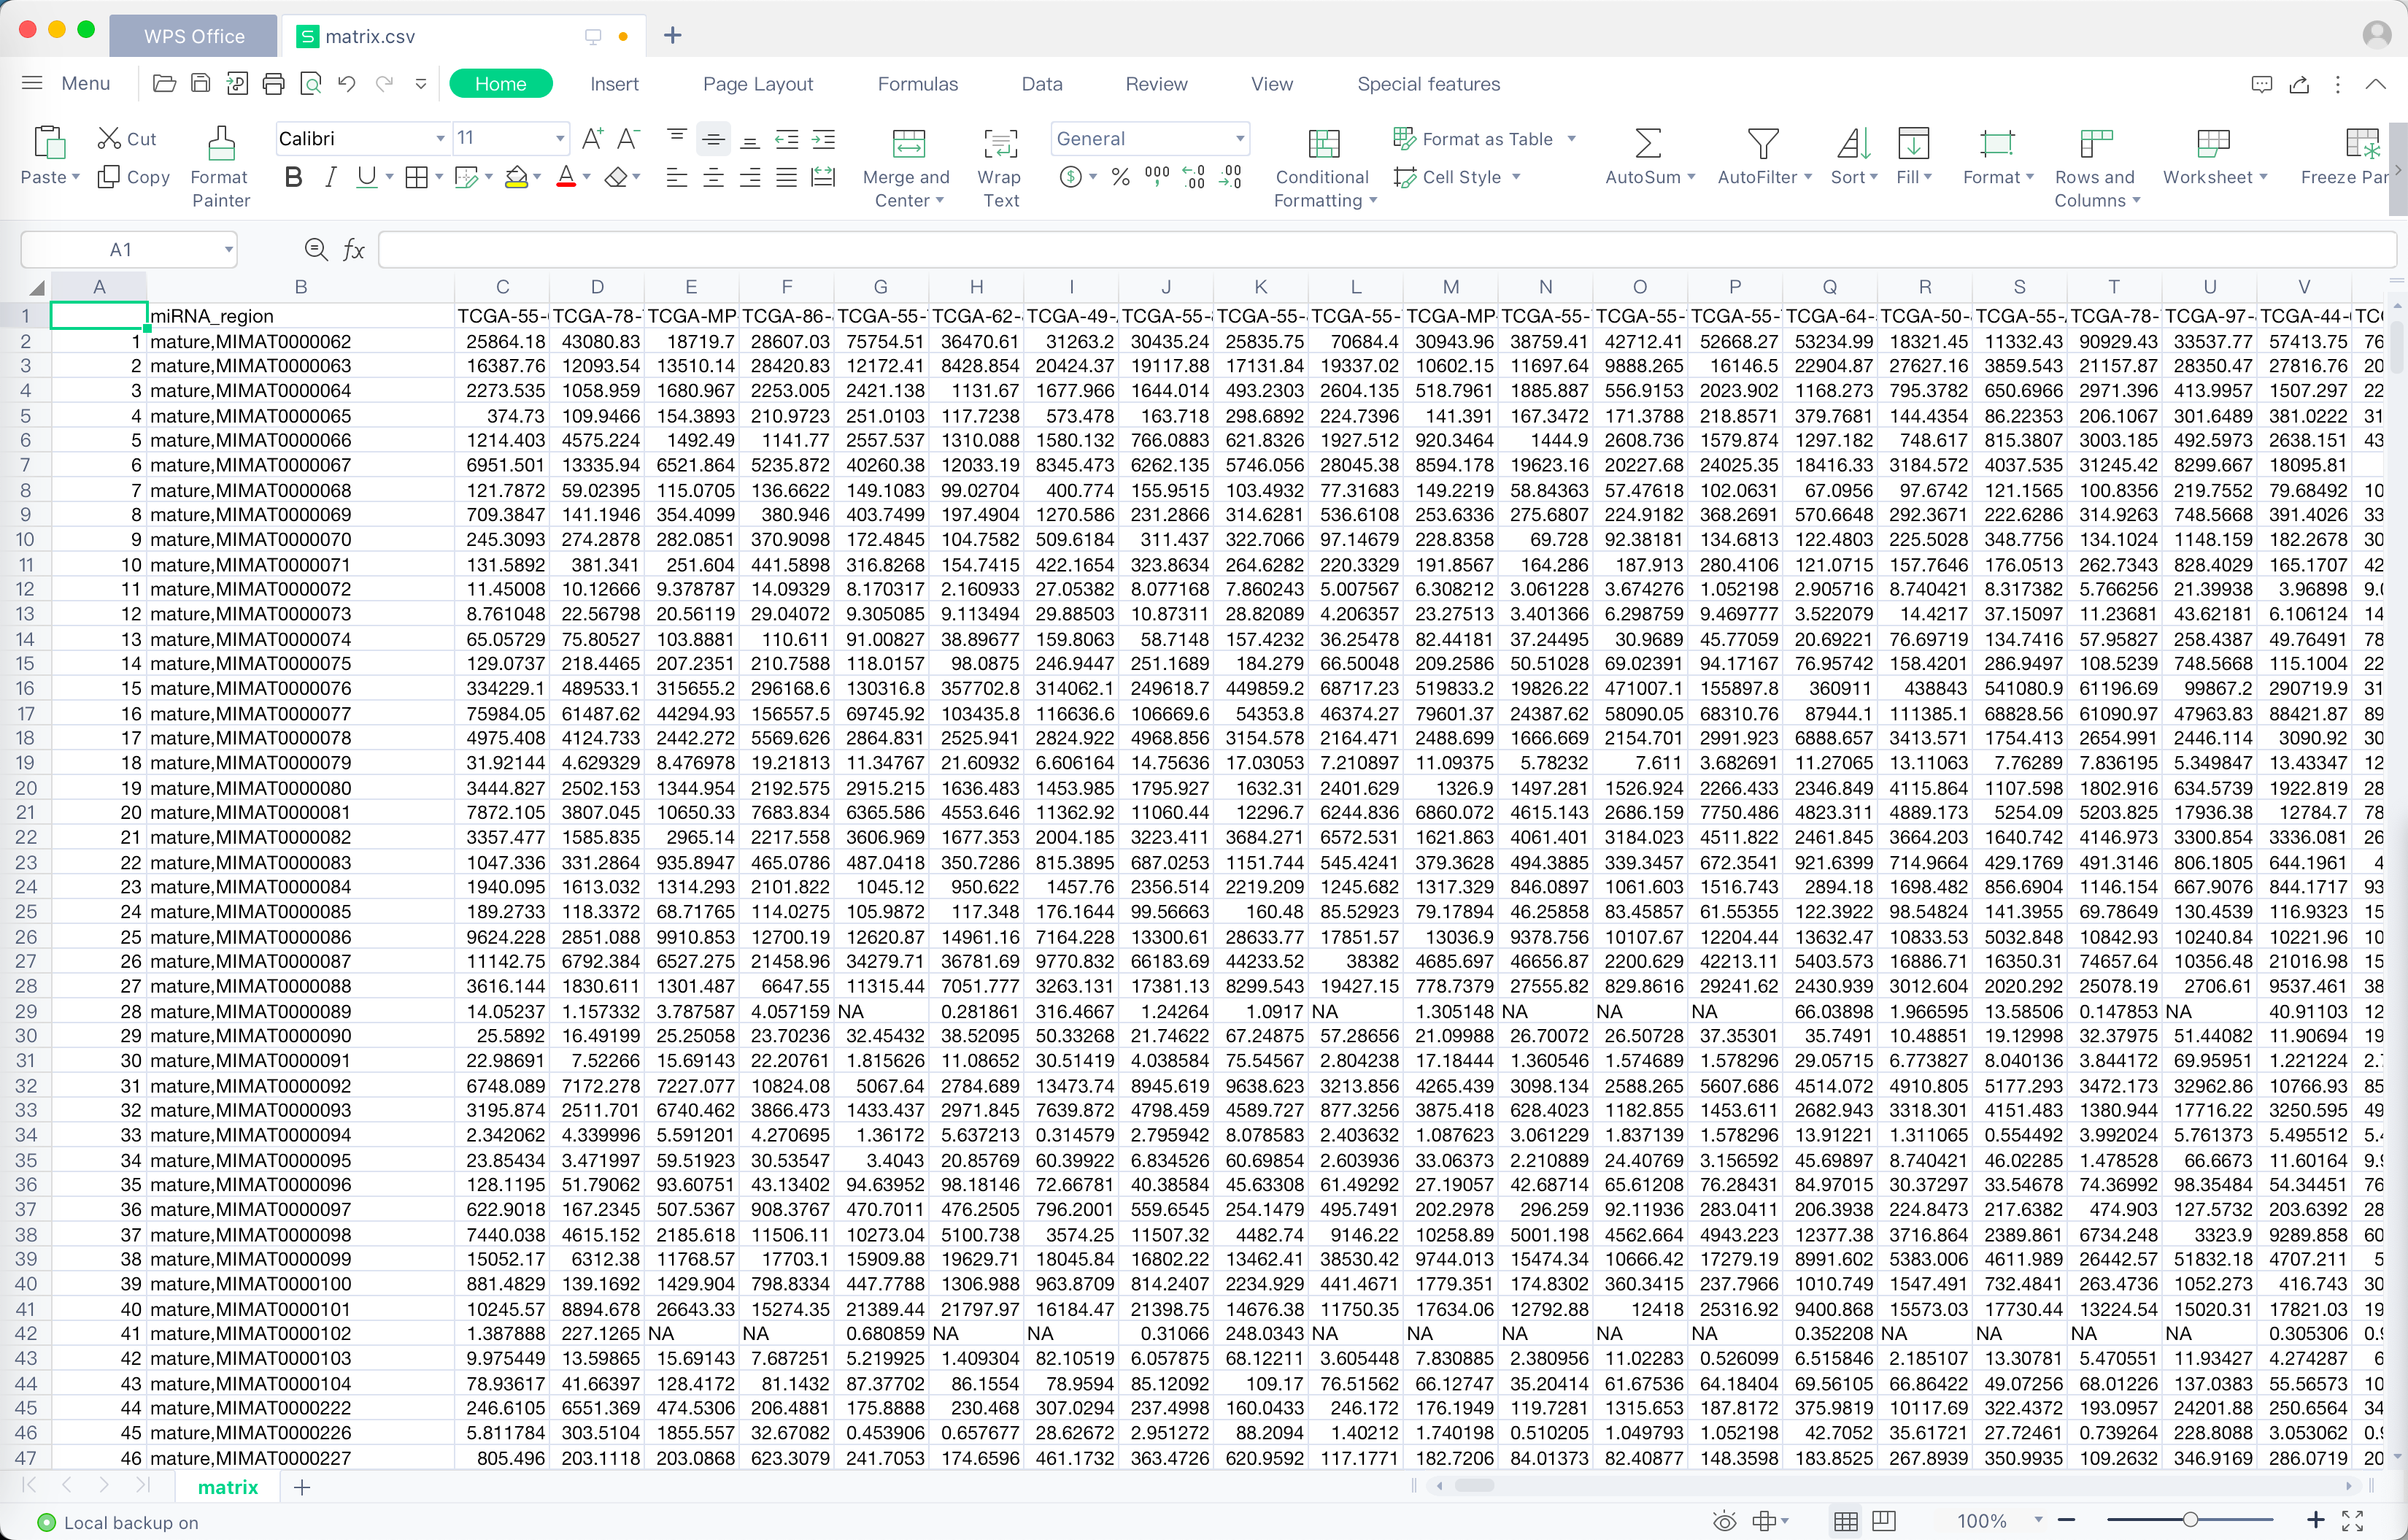 WPS Office matrix.csv
Menu Home Insert Page Layout Formulas Data Review View Special features
Cut Calibri 11 General Format as Table
Paste Copy Format Painter Merge and Center Wrap Text Conditional Formatting Cell Style AutoSum AutoFilter Sort Fill Format Rows and Columns Worksheet Freeze Par
A1 fx
A B C D E F G H I J K L M N O P Q R S T U V
1 miRNA_region TCGA-55- TCGA-78- TCGA-MP- TCGA-86- TCGA-55- TCGA-62- TCGA-49- TCGA-55- TCGA-55- TCGA-55- TCGA-MP- TCGA-55- TCGA-55- TCGA-55- TCGA-64- TCGA-50- TCGA-55- TCGA-78- TCGA-97- TCGA-44- TC
2 1 mature,MIMAT0000062 25864.18 43080.83 18719.7 28607.03 75754.51 36470.61 31263.2 30435.24 25835.75 70684.4 30943.96 38759.41 42712.41 52668.27 53234.99 18321.45 11332.43 90929.43 33537.77 57413.75 76
3 2 mature,MIMAT0000063 16387.76 12093.54 13510.14 28420.83 12172.41 8428.854 20424.37 19117.88 17131.84 19337.02 10602.15 11697.64 9888.265 16146.5 22904.87 27627.16 3859.543 21157.87 28350.47 27816.76 20
4 3 mature,MIMAT0000064 2273.535 1058.959 1680.967 2253.005 2421.138 1131.67 1677.966 1644.014 493.2303 2604.135 518.7961 1885.887 556.9153 2023.902 1168.273 795.3782 650.6966 2971.396 413.9957 1507.297 22
5 4 mature,MIMAT0000065 374.73 109.9466 154.3893 210.9723 251.0103 117.7238 573.478 163.718 298.6892 224.7396 141.391 167.3472 171.3788 218.8571 379.7681 144.4354 86.22353 206.1067 301.6489 381.0222 31
6 5 mature,MIMAT0000066 1214.403 4575.224 1492.49 1141.77 2557.537 1310.088 1580.132 766.0883 621.8326 1927.512 920.3464 1444.9 2608.736 1579.874 1297.182 748.617 815.3807 3003.185 492.5973 2638.151 43
7 6 mature,MIMAT0000067 6951.501 13335.94 6521.864 5235.872 40260.38 12033.19 8345.473 6262.135 5746.056 28045.38 8594.178 19623.16 20227.68 24025.35 18416.33 3184.572 4037.535 31245.42 8299.667 18095.81
8 7 mature,MIMAT0000068 121.7872 59.02395 115.0705 136.6622 149.1083 99.02704 400.774 155.9515 103.4932 77.31683 149.2219 58.84363 57.47618 102.0631 67.0956 97.6742 121.1565 100.8356 219.7552 79.68492 10
9 8 mature,MIMAT0000069 709.3847 141.1946 354.4099 380.946 403.7499 197.4904 1270.586 231.2866 314.6281 536.6108 253.6336 275.6807 224.9182 368.2691 570.6648 292.3671 222.6286 314.9263 748.5668 391.4026 33
10 9 mature,MIMAT0000070 245.3093 274.2878 282.0851 370.9098 172.4845 104.7582 509.6184 311.437 322.7066 97.14679 228.8358 69.728 92.38181 134.6813 122.4803 225.5028 348.7756 134.1024 1148.159 182.2678 30
11 10 mature,MIMAT0000071 131.5892 381.341 251.604 441.5898 316.8268 154.7415 422.1654 323.8634 264.6282 220.3329 191.8567 164.286 187.913 280.4106 121.0715 157.7646 176.0513 262.7343 828.4029 165.1707 42
12 11 mature,MIMAT0000072 11.45008 10.12666 9.378787 14.09329 8.170317 2.160933 27.05382 8.077168 7.860243 5.007567 6.308212 3.061228 3.674276 1.052198 2.905716 8.740421 8.317382 5.766256 21.39938 3.96898 9.
13 12 mature,MIMAT0000073 8.761048 22.56798 20.56119 29.04072 9.305085 9.113494 29.88503 10.87311 28.82089 4.206357 23.27513 3.401366 6.298759 9.469777 3.522079 14.4217 37.15097 11.23681 43.62181 6.106124 14
14 13 mature,MIMAT0000074 65.05729 75.80527 103.8881 110.611 91.00827 38.89677 159.8063 58.7148 157.4232 36.25478 82.44181 37.24495 30.9689 45.77059 20.69221 76.69719 134.7416 57.95827 258.4387 49.76491 78
15 14 mature,MIMAT0000075 129.0737 218.4465 207.2351 210.7588 118.0157 98.0875 246.9447 251.1689 184.279 66.50048 209.2586 50.51028 69.02391 94.17167 76.95742 158.4201 286.9497 108.5239 748.5668 115.1004 22
16 15 mature,MIMAT0000076 334229.1 489533.1 315655.2 296168.6 130316.8 357702.8 314062.1 249618.7 449859.2 68717.23 519833.2 19826.22 471007.1 155897.8 360911 438843 541080.9 61196.69 99867.2 290719.9 31
17 16 mature,MIMAT0000077 75984.05 61487.62 44294.93 156557.5 69745.92 103435.8 116636.6 106669.6 54353.8 46374.27 79601.37 24387.62 58090.05 68310.76 87944.1 111385.1 68828.56 61090.97 47963.83 88421.87 89
18 17 mature,MIMAT0000078 4975.408 4124.733 2442.272 5569.626 2864.831 2525.941 2824.922 4968.856 3154.578 2164.471 2488.699 1666.669 2154.701 2991.923 6888.657 3413.571 1754.413 2654.991 2446.114 3090.92 30
19 18 mature,MIMAT0000079 31.92144 4.629329 8.476978 19.21813 11.34767 21.60932 6.606164 14.75636 17.03053 7.210897 11.09375 5.78232 7.611 3.682691 11.27065 13.11063 7.76289 7.836195 5.349847 13.43347 12
20 19 mature,MIMAT0000080 3444.827 2502.153 1344.954 2192.575 2915.215 1636.483 1453.985 1795.927 1632.31 2401.629 1326.9 1497.281 1526.924 2266.433 2346.849 4115.864 1107.598 1802.916 634.5739 1922.819 28
21 20 mature,MIMAT0000081 7872.105 3807.045 10650.33 7683.834 6365.586 4553.646 11362.92 11060.44 12296.7 6244.836 6860.072 4615.143 2686.159 7750.486 4823.311 4889.173 5254.09 5203.825 17936.38 12784.7 78
22 21 mature,MIMAT0000082 3357.477 1585.835 2965.14 2217.558 3606.969 1677.353 2004.185 3223.411 3684.271 6572.531 1621.863 4061.401 3184.023 4511.822 2461.845 3664.203 1640.742 4146.973 3300.854 3336.081 26
23 22 mature,MIMAT0000083 1047.336 331.2864 935.8947 465.0786 487.0418 350.7286 815.3895 687.0253 1151.744 545.4241 379.3628 494.3885 339.3457 672.3541 921.6399 714.9664 429.1769 491.3146 806.1805 644.1961 4
24 23 mature,MIMAT0000084 1940.095 1613.032 1314.293 2101.822 1045.12 950.622 1457.76 2356.514 2219.209 1245.682 1317.329 846.0897 1061.603 1516.743 2894.18 1698.482 856.6904 1146.154 667.9076 844.1717 93
25 24 mature,MIMAT0000085 189.2733 118.3372 68.71765 114.0275 105.9872 117.348 176.1644 99.56663 160.48 85.52923 79.17894 46.25858 83.45857 61.55355 122.3922 98.54824 141.3955 69.78649 130.4539 116.9323 15
26 25 mature,MIMAT0000086 9624.228 2851.088 9910.853 12700.19 12620.87 14961.16 7164.228 13300.61 28633.77 17851.57 13036.9 9378.756 10107.67 12204.44 13632.47 10833.53 5032.848 10842.93 10240.84 10221.96 10
27 26 mature,MIMAT0000087 11142.75 6792.384 6527.275 21458.96 34279.71 36781.69 9770.832 66183.69 44233.52 38382 4685.697 46656.87 2200.629 42213.11 5403.573 16886.71 16350.31 74657.64 10356.48 21016.98 15
28 27 mature,MIMAT0000088 3616.144 1830.611 1301.487 6647.55 11315.44 7051.777 3263.131 17381.13 8299.543 19427.15 778.7379 27555.82 829.8616 29241.62 2430.939 3012.604 2020.292 25078.19 2706.61 9537.461 38
29 28 mature,MIMAT0000089 14.05237 1.157332 3.787587 4.057159 NA 0.281861 316.4667 1.24264 1.0917 NA 1.305148 NA NA NA 66.03898 1.966595 13.58506 0.147853 NA 40.91103 12
30 29 mature,MIMAT0000090 25.5892 16.49199 25.25058 23.70236 32.45432 38.52095 50.33268 21.74622 67.24875 57.28656 21.09988 26.70072 26.50728 37.35301 35.7491 10.48851 19.12998 32.37975 51.44082 11.90694 19
31 30 mature,MIMAT0000091 22.98691 7.52266 15.69143 22.20761 1.815626 11.08652 30.51419 4.038584 75.54567 2.804238 17.18444 1.360546 1.574689 1.578296 29.05715 6.773827 8.040136 3.844172 69.95951 1.221224 2.
32 31 mature,MIMAT0000092 6748.089 7172.278 7227.077 10824.08 5067.64 2784.689 13473.74 8945.619 9638.623 3213.856 4265.439 3098.134 2588.265 5607.686 4514.072 4910.805 5177.293 3472.173 32962.86 10766.93 85
33 32 mature,MIMAT0000093 3195.874 2511.701 6740.462 3866.473 1433.437 2971.845 7639.872 4798.459 4589.727 877.3256 3875.418 628.4023 1182.855 1453.611 2682.943 3318.301 4151.483 1380.944 17716.22 3250.595 49
34 33 mature,MIMAT0000094 2.342062 4.339996 5.591201 4.270695 1.36172 5.637213 0.314579 2.795942 8.078583 2.403632 1.087623 3.061229 1.837139 1.578296 13.91221 1.311065 0.554492 3.992024 5.761373 5.495512 5.
35 34 mature,MIMAT0000095 23.85434 3.471997 59.51923 30.53547 3.4043 20.85769 60.39922 6.834526 60.69854 2.603936 33.06373 2.210889 24.40769 3.156592 45.69897 8.740421 46.02285 1.478528 66.6673 11.60164 9.
36 35 mature,MIMAT0000096 128.1195 51.79062 93.60751 43.13402 94.63952 98.18146 72.66781 40.38584 45.63308 61.49292 27.19057 42.68714 65.61208 76.28431 84.97015 30.37297 33.54678 74.36992 98.35484 54.34451 76
37 36 mature,MIMAT0000097 622.9018 167.2345 507.5367 908.3767 470.7011 476.2505 796.2001 559.6545 254.1479 495.7491 202.2978 296.259 92.11936 283.0411 206.3938 224.8473 217.6382 474.903 127.5732 203.6392 28
38 37 mature,MIMAT0000098 7440.038 4615.152 2185.618 11506.11 10273.04 5100.738 3574.25 11507.32 4482.74 9146.22 10258.89 5001.198 4562.664 4943.223 12377.38 3716.864 2389.861 6734.248 3323.9 9289.858 60
39 38 mature,MIMAT0000099 15052.17 6312.38 11768.57 17703.1 15909.88 19629.71 18045.84 16802.22 13462.41 38530.42 9744.013 15474.34 10666.42 17279.19 8991.602 5383.006 4611.989 26442.57 51832.18 4707.211 5
40 39 mature,MIMAT0000100 881.4829 139.1692 1429.904 798.8334 447.7788 1306.988 963.8709 814.2407 2234.929 441.4671 1779.351 174.8302 360.3415 237.7966 1010.749 1547.491 732.4841 263.4736 1052.273 416.743 30
41 40 mature,MIMAT0000101 10245.57 8894.678 26643.33 15274.35 21389.44 21797.97 16184.47 21398.75 14676.38 11750.35 17634.06 12792.88 12418 25316.92 9400.868 15573.03 17730.44 13224.54 15020.31 17821.03 19
42 41 mature,MIMAT0000102 1.387888 227.1265 NA NA 0.680859 NA NA 0.31066 248.0343 NA NA NA NA NA 0.352208 NA NA NA NA 0.305306 0.
43 42 mature,MIMAT0000103 9.975449 13.59865 15.69143 7.687251 5.219925 1.409304 82.10519 6.057875 68.12211 3.605448 7.830885 2.380956 11.02283 0.526099 6.515846 2.185107 13.30781 5.470551 11.93427 4.274287 6
44 43 mature,MIMAT0000104 78.93617 41.66397 128.4172 81.1432 87.37702 86.1554 78.9594 85.12092 109.17 76.51562 66.12747 35.20414 61.67536 64.18404 69.56105 66.86422 49.07256 68.01226 137.0383 55.56573 10
45 44 mature,MIMAT0000222 246.6105 6551.369 474.5306 206.4881 175.8888 230.468 307.0294 237.4998 160.0433 246.172 176.1949 119.7281 1315.653 187.8172 375.9819 10117.69 322.4372 193.0957 24201.88 250.6564 34
46 45 mature,MIMAT0000226 5.811784 303.5104 1855.557 32.67082 0.453906 0.657677 28.62672 2.951272 88.2094 1.40212 1.740198 0.510205 1.049793 1.052198 42.7052 35.61721 27.72461 0.739264 228.8088 3.053062 0.
47 46 mature,MIMAT0000227 805.496 203.1118 203.0868 623.3079 241.7053 174.6596 461.1732 363.4726 620.9592 117.1771 182.7206 84.01373 82.40877 148.3598 183.8525 267.8939 350.9935 109.2632 346.9169 286.0719 20
matrix
Local backup on 100%